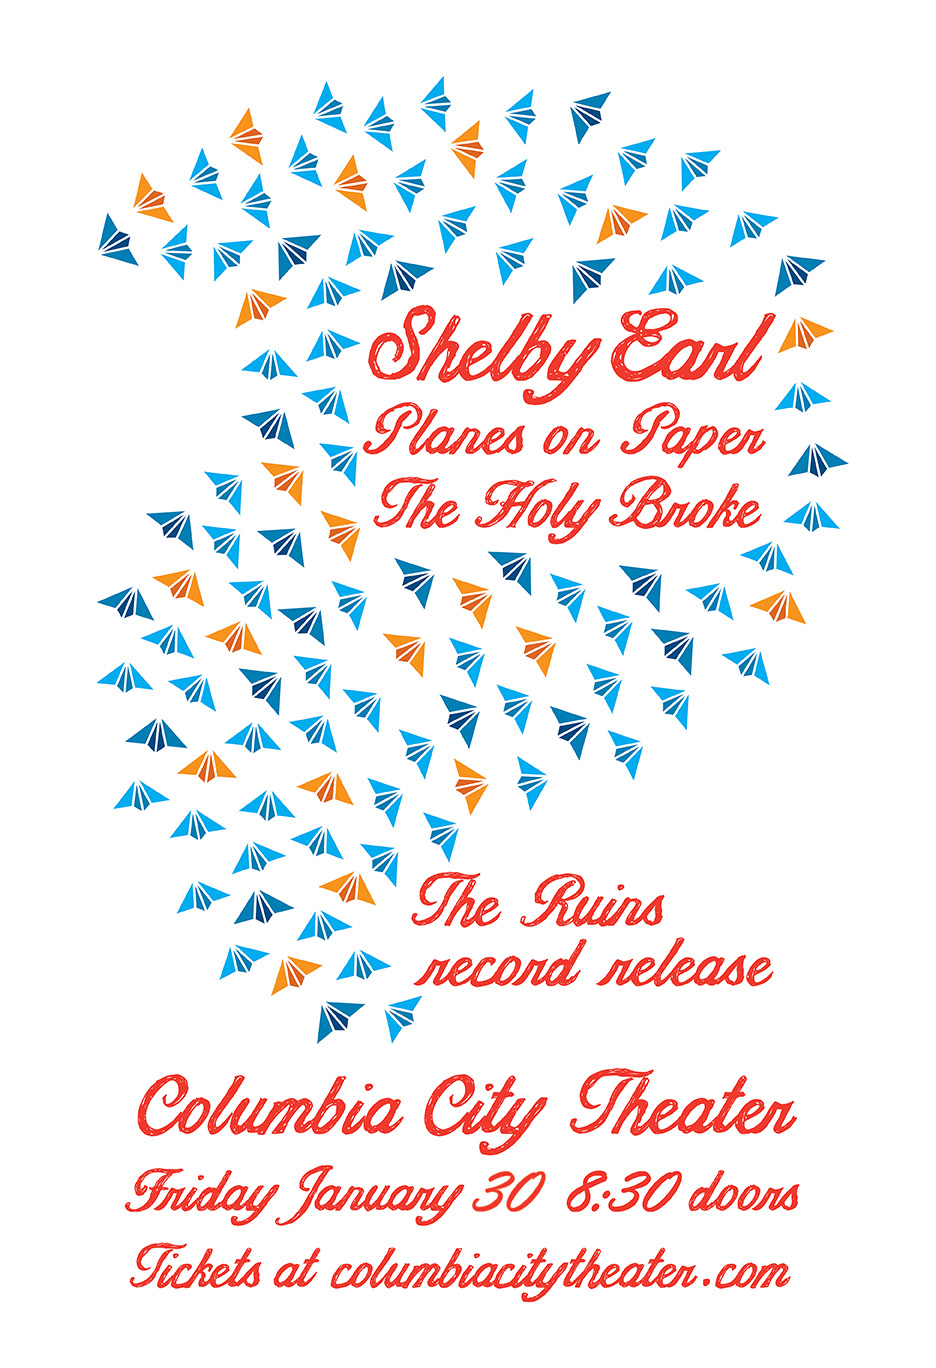 Shelby Earl
Planes on Paper
The Holy Broke
The Ruins
record release
Columbia City Theater
Friday January 30 8:30 doors
Tickets at columbiacitytheater.com